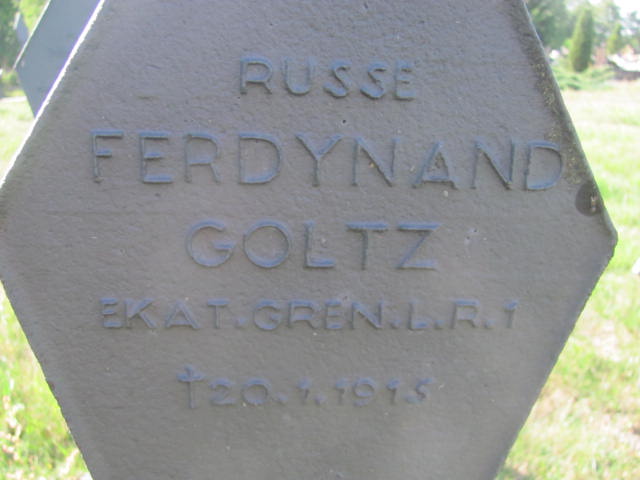 RUSSE
FERDYNAND
GOLTZ
EKAT.GREN.L.R.1
†20.1.1915